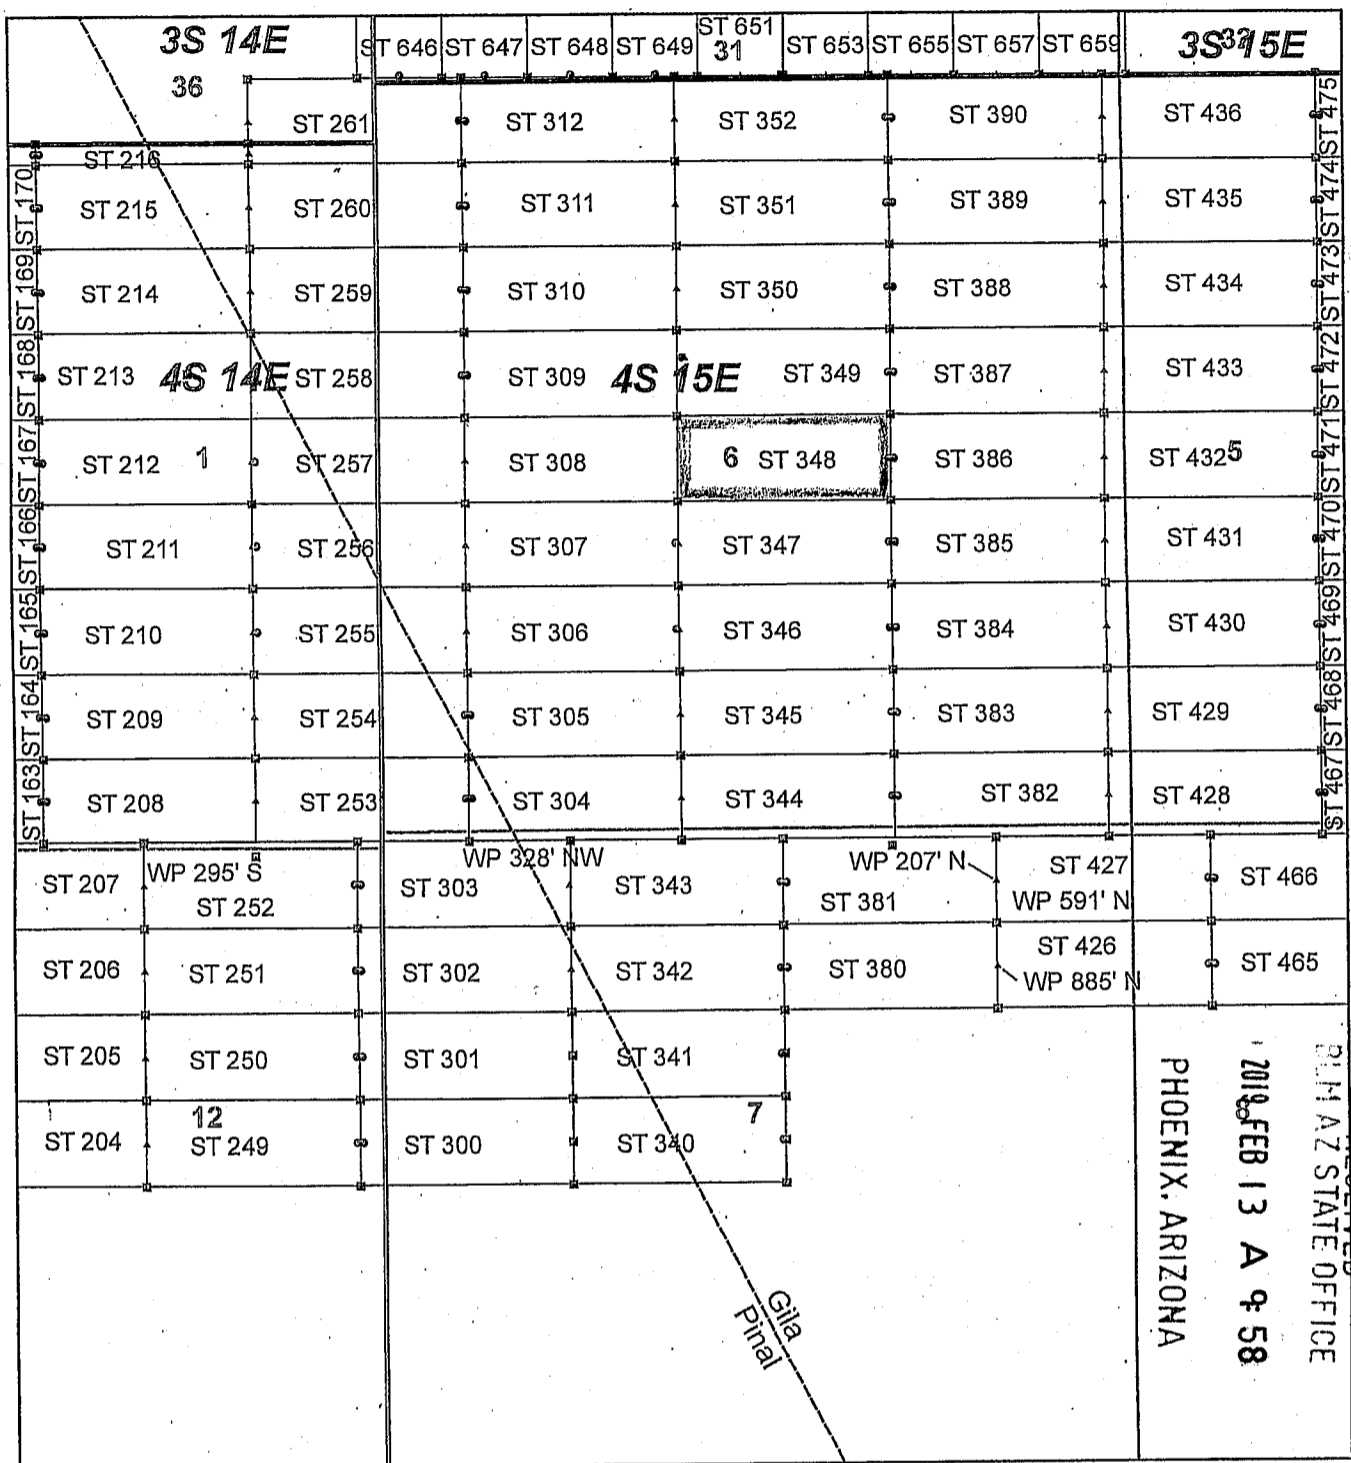 3S 14E
ST 646 ST 647 ST 648 ST 649 ST 651 ST 653 ST 655 ST 657 ST 659
31
3S 15E
32
36
ST 261 ST 312 ST 352 ST 390 ST 436 ST 475
ST 216
ST 170 ST 215 ST 260 ST 311 ST 351 ST 389 ST 435 ST 474
ST 169 ST 214 ST 259 ST 310 ST 350 ST 388 ST 434 ST 473
ST 168 ST 213 4S 14E ST 258 ST 309 4S 15E ST 349 ST 387 ST 433 ST 472
ST 167 ST 212 1 ST 257 ST 308 6 ST 348 ST 386 ST 432 5 ST 471
ST 166 ST 211 ST 256 ST 307 ST 347 ST 385 ST 431 ST 470
ST 165 ST 210 ST 255 ST 306 ST 346 ST 384 ST 430 ST 469
ST 164 ST 209 ST 254 ST 305 ST 345 ST 383 ST 429 ST 468
ST 163 ST 208 ST 253 ST 304 ST 344 ST 382 ST 428 ST 467
WP 295' S WP 328' NW WP 207' N ST 427
ST 207 ST 252 ST 303 ST 343 ST 381 WP 591' N ST 466
ST 206 ST 251 ST 302 ST 342 ST 380 ST 426 ST 465
WP 885' N
ST 205 ST 250 ST 301 ST 341
12 7
ST 204 ST 249 ST 300 ST 340
Gila
Pinal
BLM AZ STATE OFFICE
2019 FEB 13 A 9:58
PHOENIX, ARIZONA